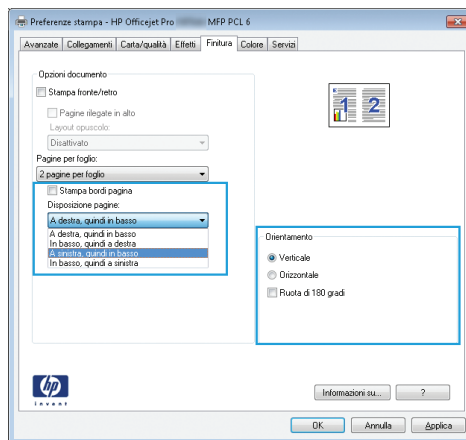 Preferenze stampa - HP Officejet Pro MFP PCL 6
Avanzate Collegamenti Carta/qualità Effetti Finitura Colore Servizi
Opzioni documento
Stampa fronte/retro
Pagine rilegate in alto
Layout opuscolo:
Disattivato
Pagine per foglio:
2 pagine per foglio
Stampa bordi pagina
Disposizione pagine:
A destra, quindi in basso
A destra, quindi in basso
In basso, quindi a destra
A sinistra, quindi in basso
In basso, quindi a sinistra
1 2
Orientamento
Verticale
Orizzontale
Ruota di 180 gradi
hp
invent
Informazioni su... ?
OK Annulla Applica